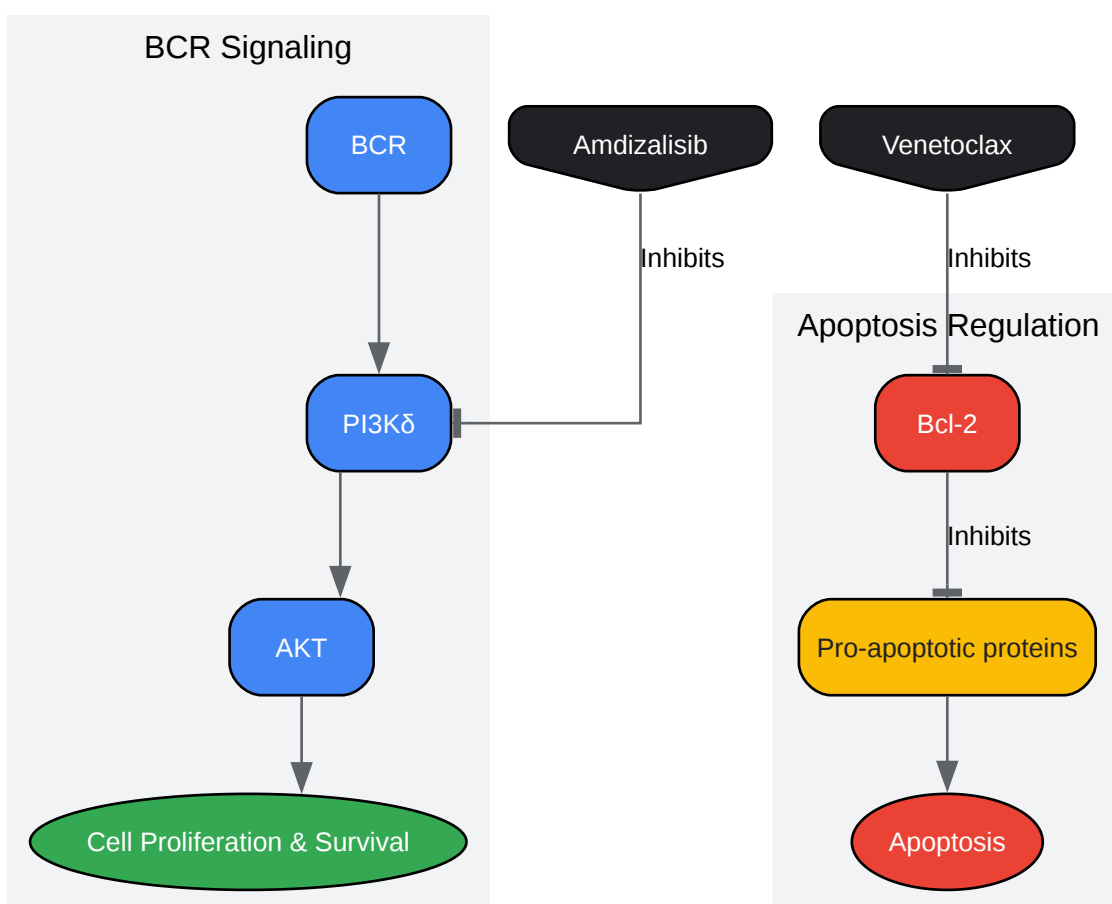 BCR Signaling
BCR
Amdizalisib
Venetoclax
Inhibits
Inhibits
Apoptosis Regulation
PI3Kδ
Bcl-2
Inhibits
AKT
Pro-apoptotic proteins
Cell Proliferation & Survival
Apoptosis